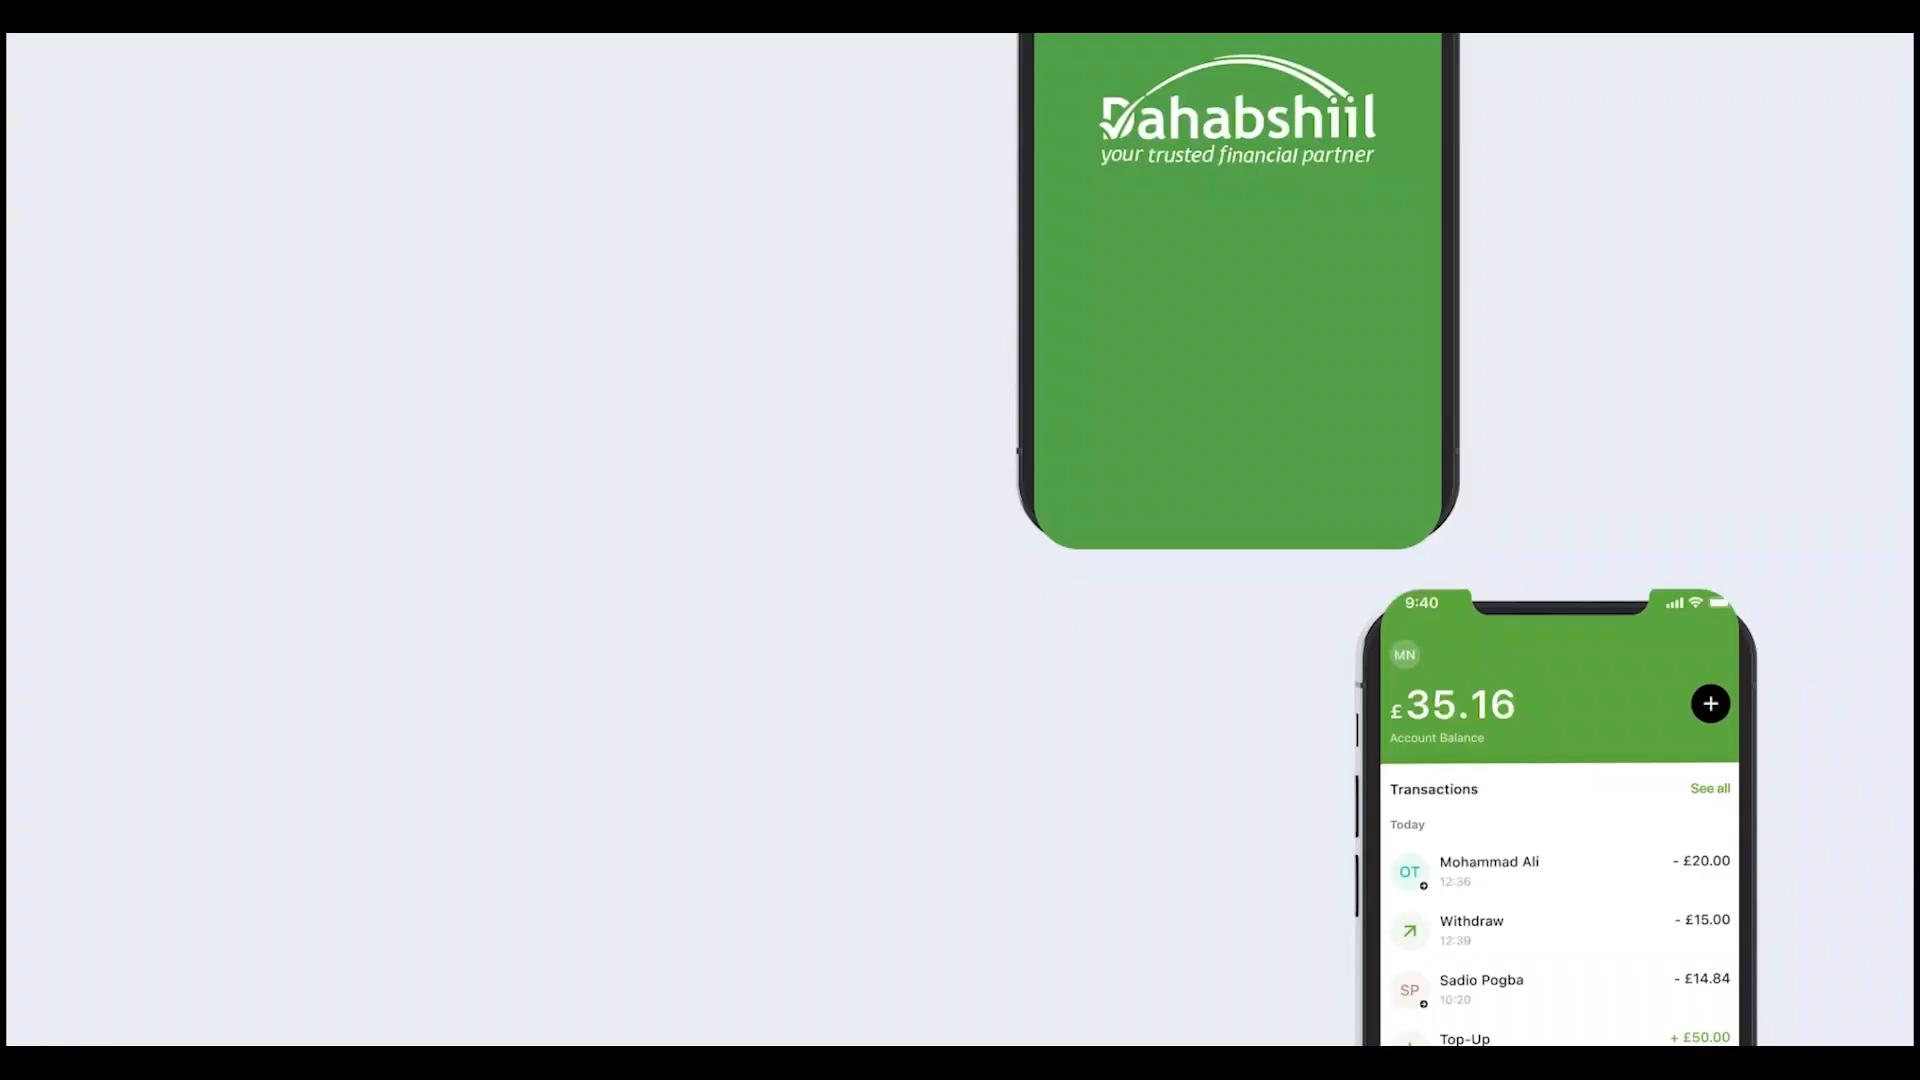 Dahabshiil
your trusted financial partner
9:40
MN
£35.16
Account Balance
Transactions
See all
Today
OT
Mohammad Ali
- £20.00
12:36
Withdraw
- £15.00
12:39
SP
Sadio Pogba
- £14.84
10:20
Top-Up
+ £50.00